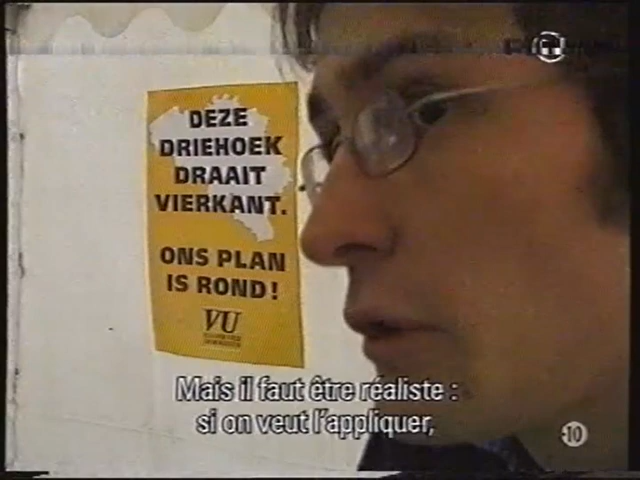 DEZE
DRIEHOEK
DRAAIT
VIERKANT.
ONS PLAN
IS ROND!
VU
Mais il faut être réaliste :
si on veut l'appliquer,
-10